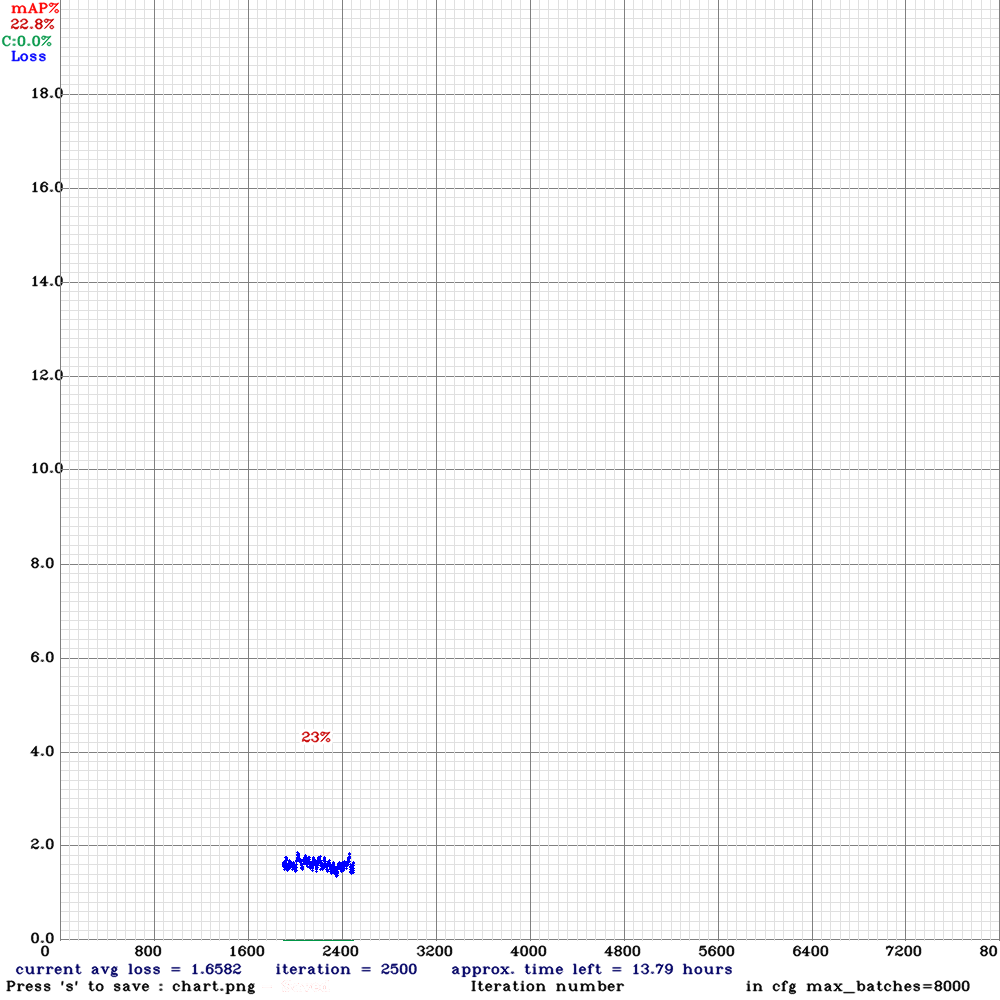 mAP%
22.8%
C:0.0%
Loss
18.0
16.0
14.0
12.0
10.0
8.0
6.0
23%
4.0
2.0
0.0
0 800 1600 2400 3200 4000 4800 5600 6400 7200 80
current avg loss = 1.6582 iteration = 2500 approx. time left = 13.79 hours
Press 's' to save : chart.png Iteration number in cfg max_batches=8000